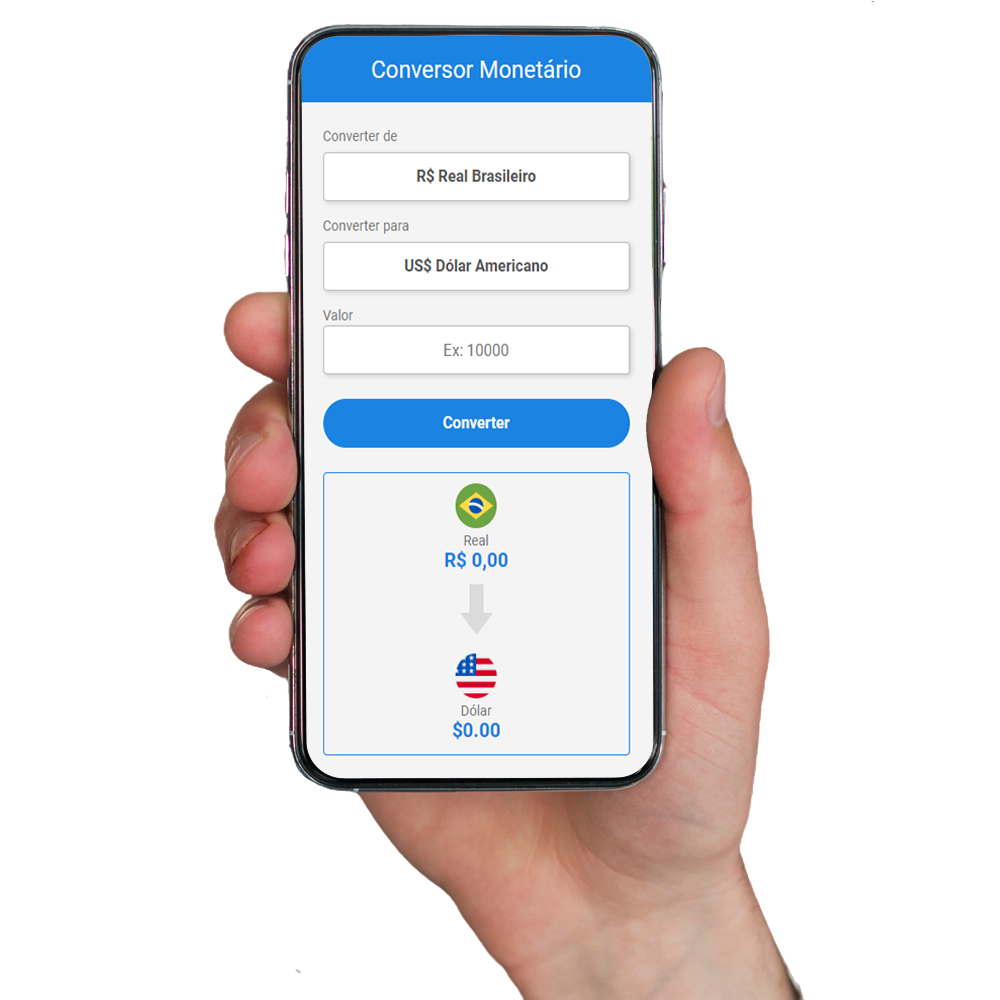 Conversor Monetário
Converter de
R$ Real Brasileiro
Converter para
US$ Dólar Americano
Valor
Ex: 10000
Converter
Real
R$ 0,00
Dólar
$0.00